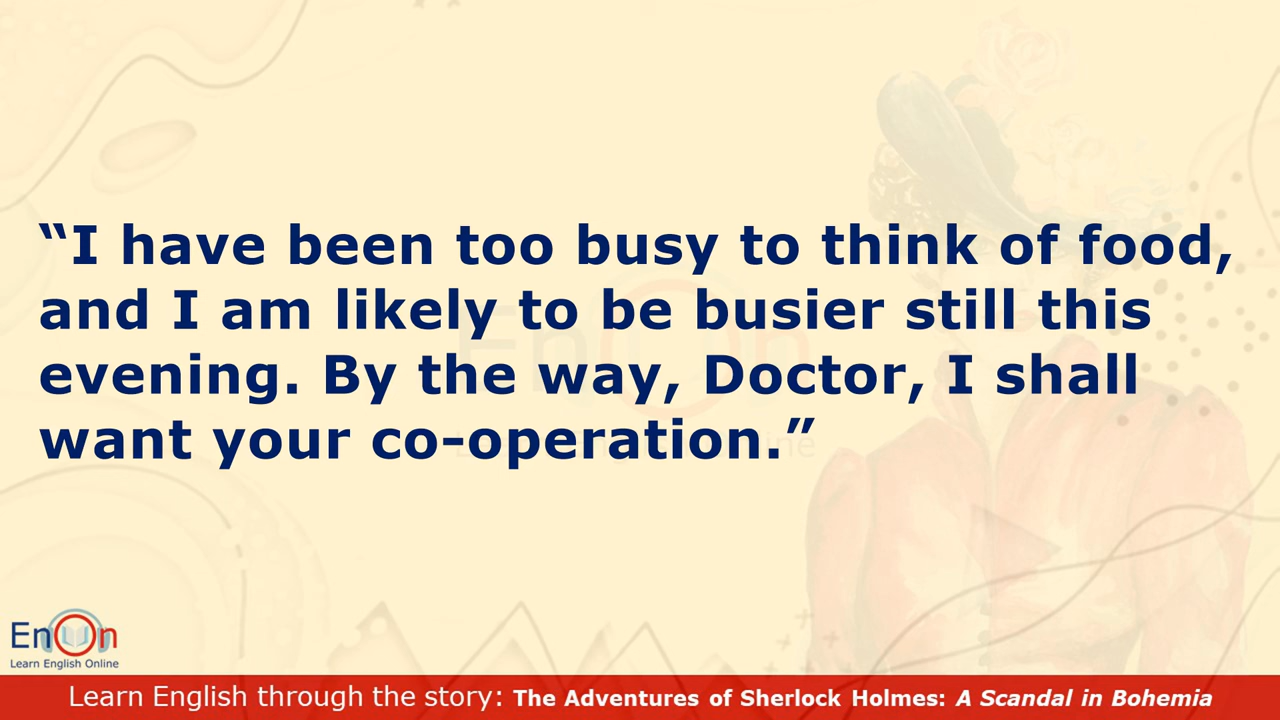 “I have been too busy to think of food,
and I am likely to be busier still this
evening. By the way, Doctor, I shall
want your co-operation.”
EnOn
Learn English Online
Learn English through the story: The Adventures of Sherlock Holmes: A Scandal in Bohemia